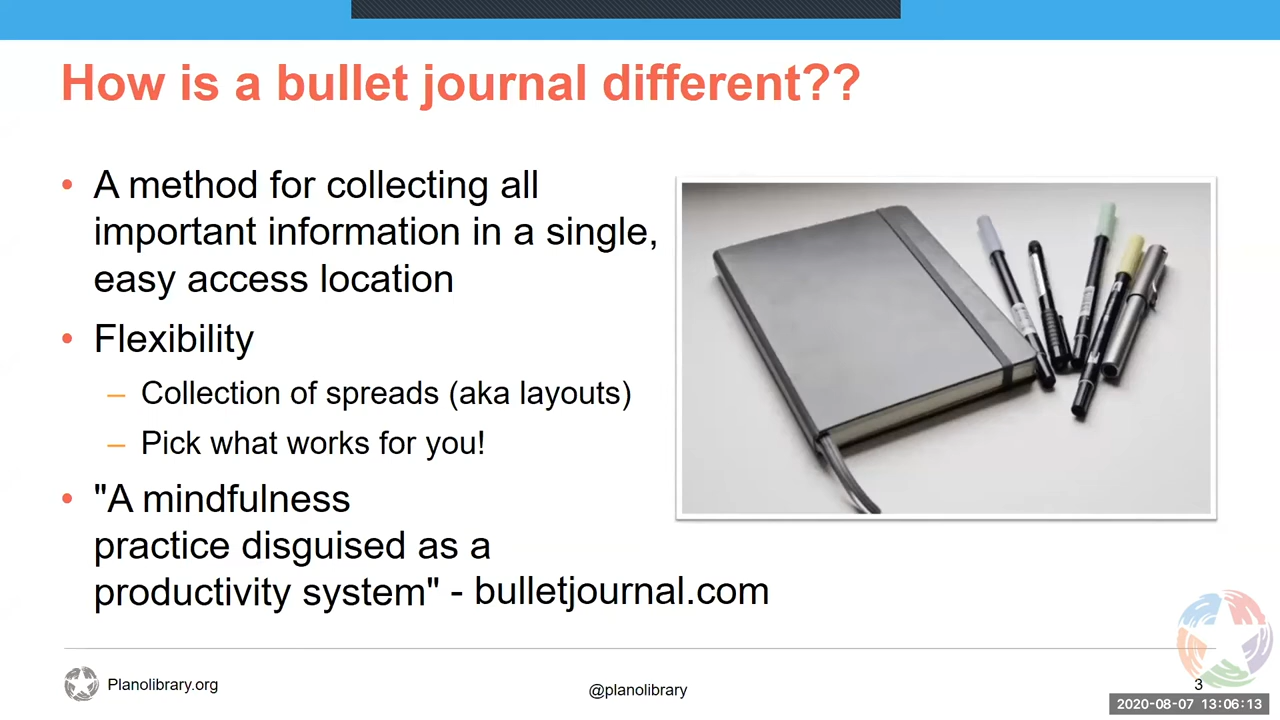 How is a bullet journal different??
• A method for collecting all
important information in a single,
easy access location
• Flexibility
– Collection of spreads (aka layouts)
– Pick what works for you!
• "A mindfulness
practice disguised as a
productivity system" - bulletjournal.com
Planolibrary.org
@planolibrary
3
2020-08-07 13:06:13